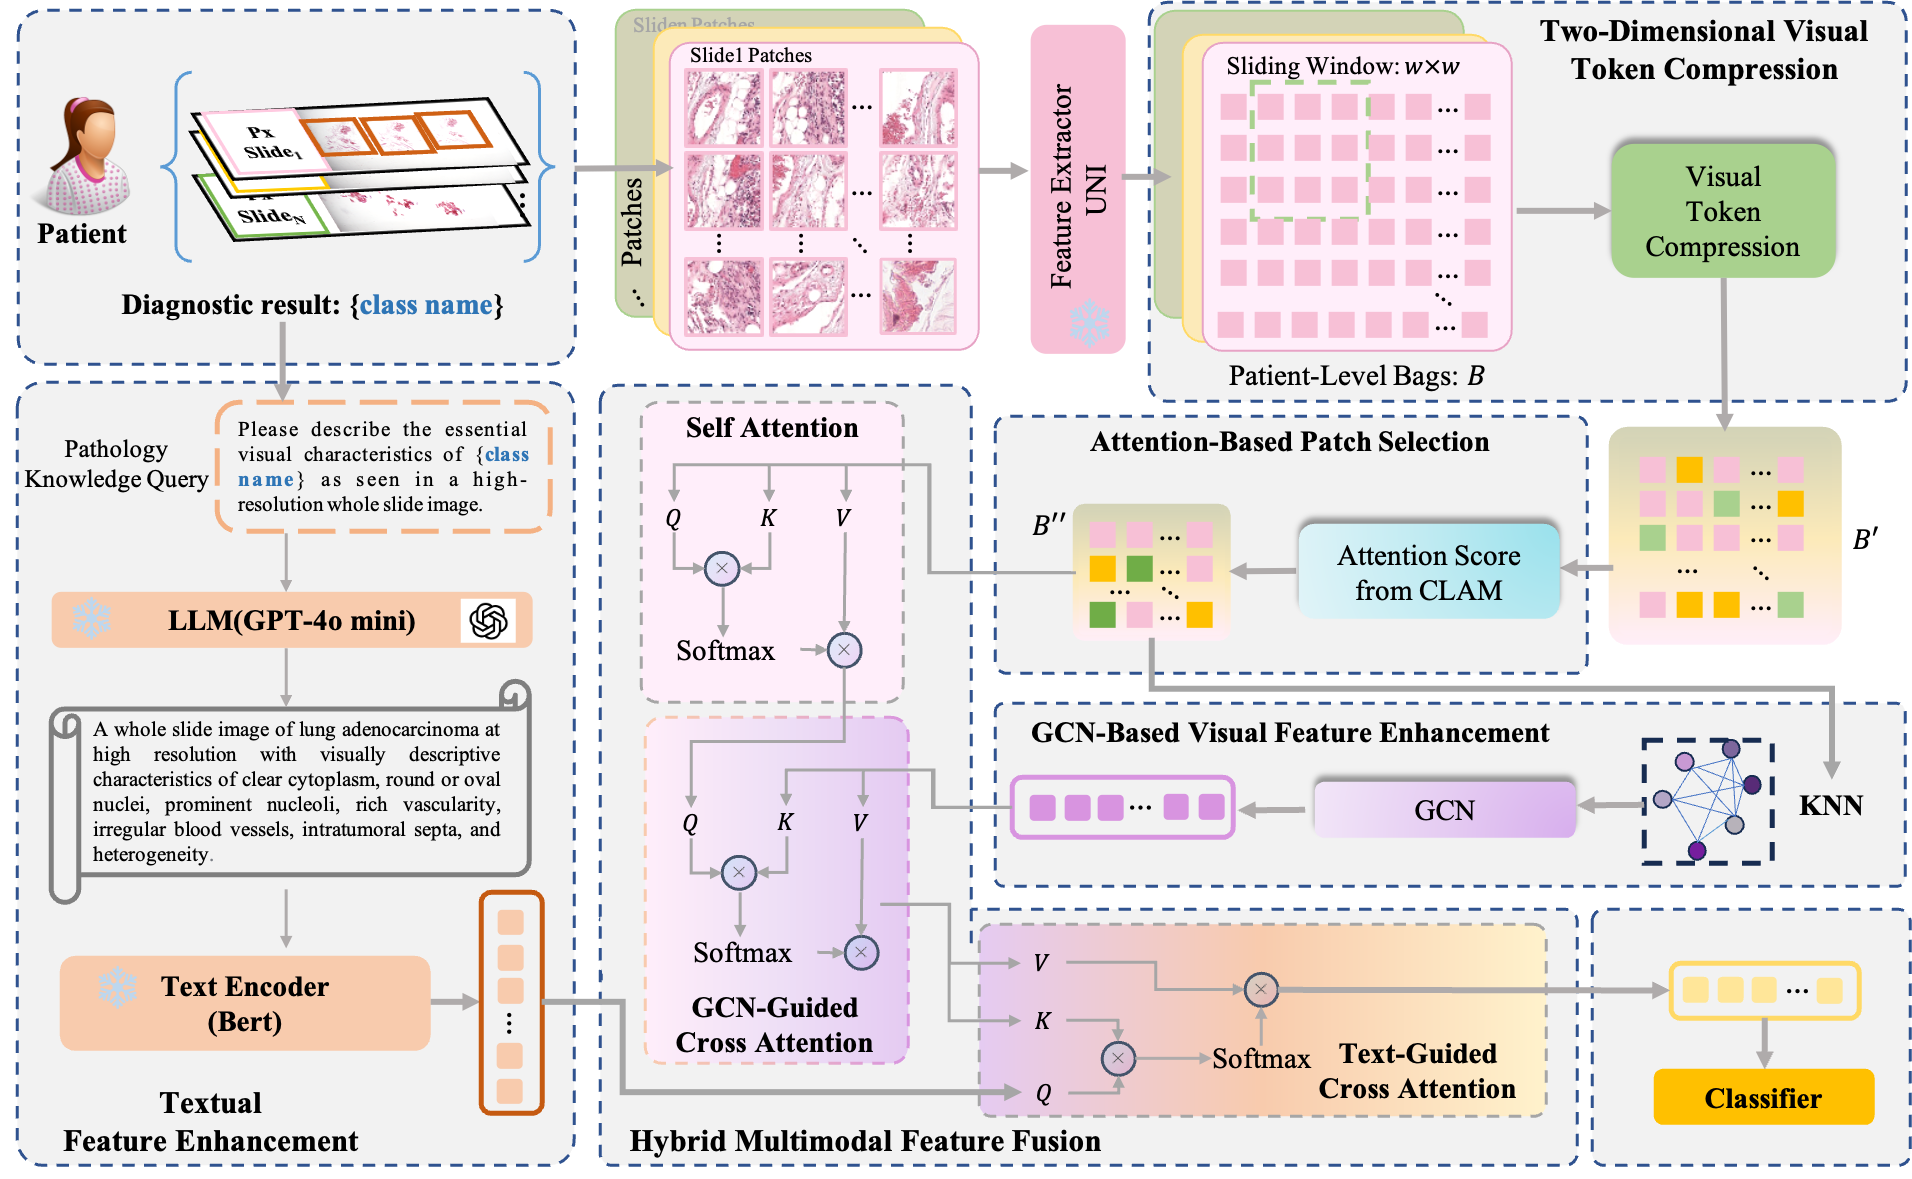 Patient
Px
Slide1
Px
SlideN
Diagnostic result: {class name}
Sliden Patches
Slide1 Patches
Patches
Feature Extractor
UNI
Two-Dimensional Visual
Token Compression
Sliding Window: w×w
Patient-Level Bags: B
Visual
Token
Compression
Pathology
Knowledge Query
Please describe the essential
visual characteristics of {class
name} as seen in a high-
resolution whole slide image.
LLM(GPT-4o mini)
A whole slide image of lung adenocarcinoma at
high resolution with visually descriptive
characteristics of clear cytoplasm, round or oval
nuclei, prominent nucleoli, rich vascularity,
irregular blood vessels, intratumoral septa, and
heterogeneity.
Text Encoder
(Bert)
Textual
Feature Enhancement
Self Attention
Q K V
×
Softmax
×
Q K V
×
Softmax
×
GCN-Guided
Cross Attention
Attention-Based Patch Selection
B′′
Attention Score
from CLAM
B′
GCN-Based Visual Feature Enhancement
GCN
KNN
V
K
Q
×
×
Softmax
Text-Guided
Cross Attention
Hybrid Multimodal Feature Fusion
Classifier